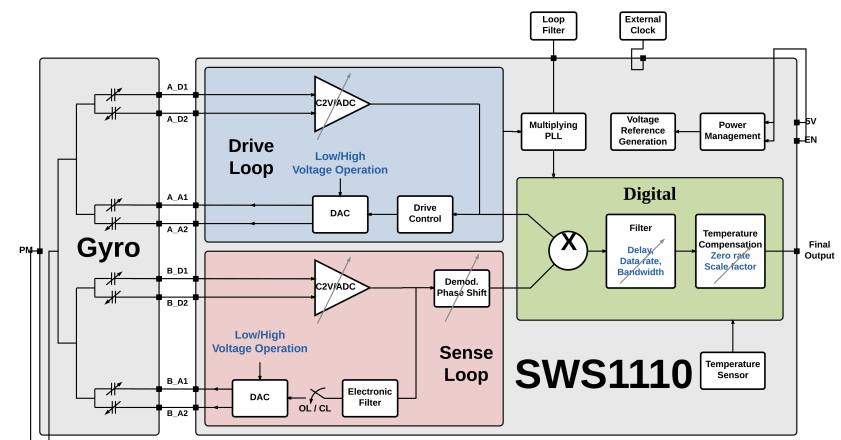 Loop
Filter
External
Clock
A_D1
A_D2
C2V/ADC
Drive
Loop
Low/High
Voltage Operation
Multiplying
PLL
Voltage
Reference
Generation
Power
Management
5V
EN
A_A1
A_A2
DAC
Drive
Control
Digital
X
Filter
Delay,
Data rate,
Bandwidth
Temperature
Compensation
Zero rate
Scale factor
Final
Output
PM
Gyro
B_D1
B_D2
C2V/ADC
Demod.
Phase Shift
Low/High
Voltage Operation
Sense
Loop
SWS1110
Temperature
Sensor
B_A1
B_A2
DAC
OL / CL
Electronic
Filter